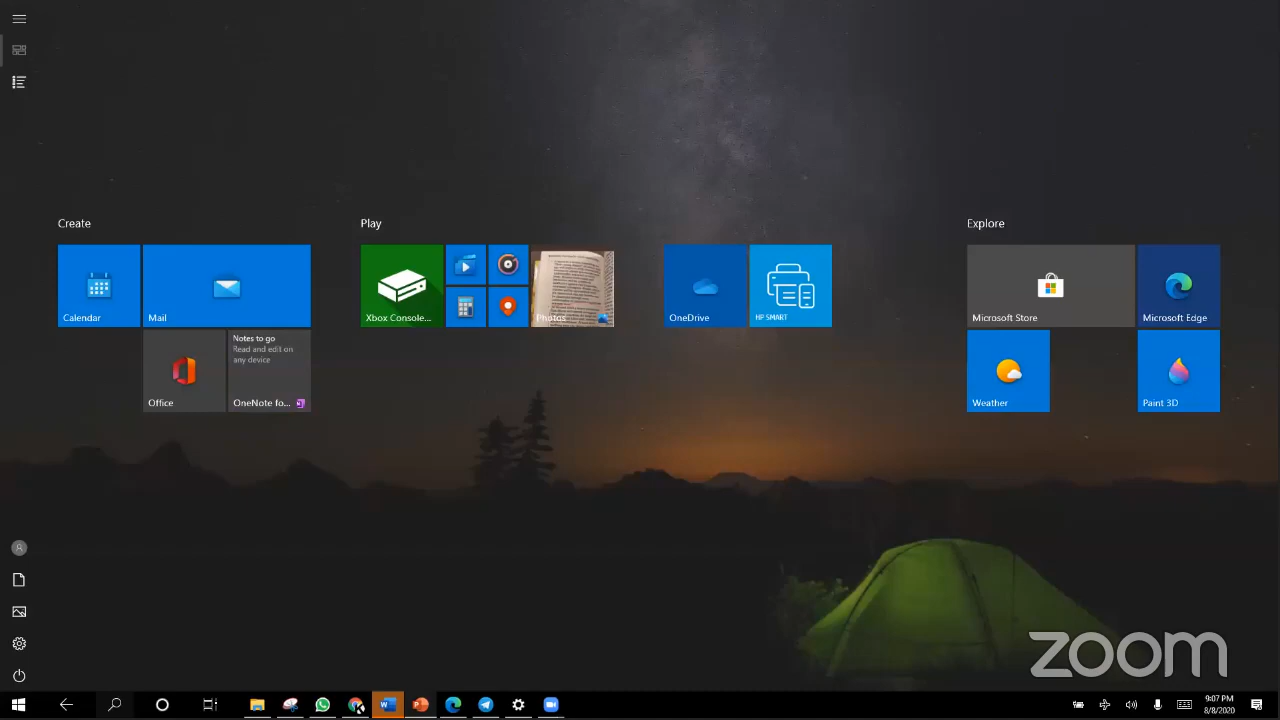 Create
Play
Explore
Calendar
Mail
Xbox Console...
Photos
OneDrive
HP SMART
Microsoft Store
Microsoft Edge
Notes to go
Read and edit on
any device
Office
OneNote fo...
Weather
Paint 3D
zoom
9:07 PM
8/8/2020